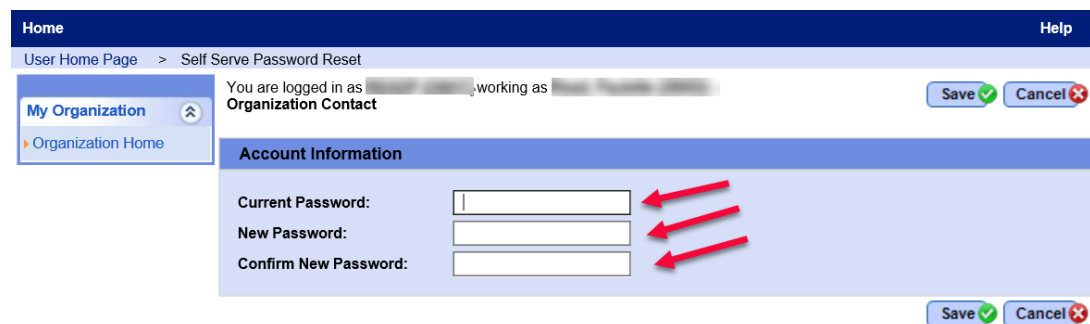 Home Help
User Home Page > Self Serve Password Reset
You are logged in as working as
Organization Contact
Save Cancel
My Organization
Organization Home
Account Information
Current Password:
New Password:
Confirm New Password:
Save Cancel